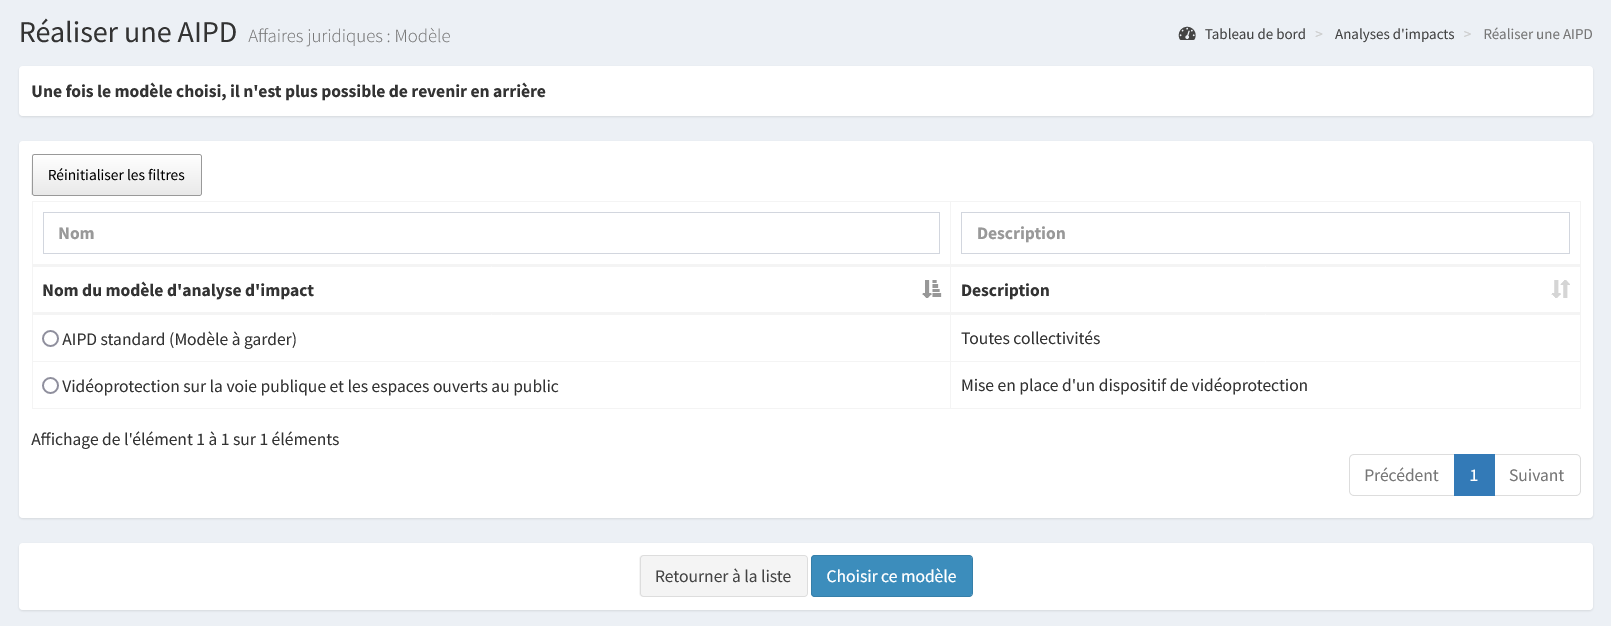 Réaliser une AIPD Affaires juridiques : Modèle
Tableau de bord > Analyses d'impacts > Réaliser une AIPD
Une fois le modèle choisi, il n'est plus possible de revenir en arrière
Réinitialiser les filtres
Nom Description
Nom du modèle d'analyse d'impact Description
AIPD standard (Modèle à garder) Toutes collectivités
Vidéoprotection sur la voie publique et les espaces ouverts au public Mise en place d'un dispositif de vidéoprotection
Affichage de l'élément 1 à 1 sur 1 éléments
Précédent 1 Suivant
Retourner à la liste Choisir ce modèle